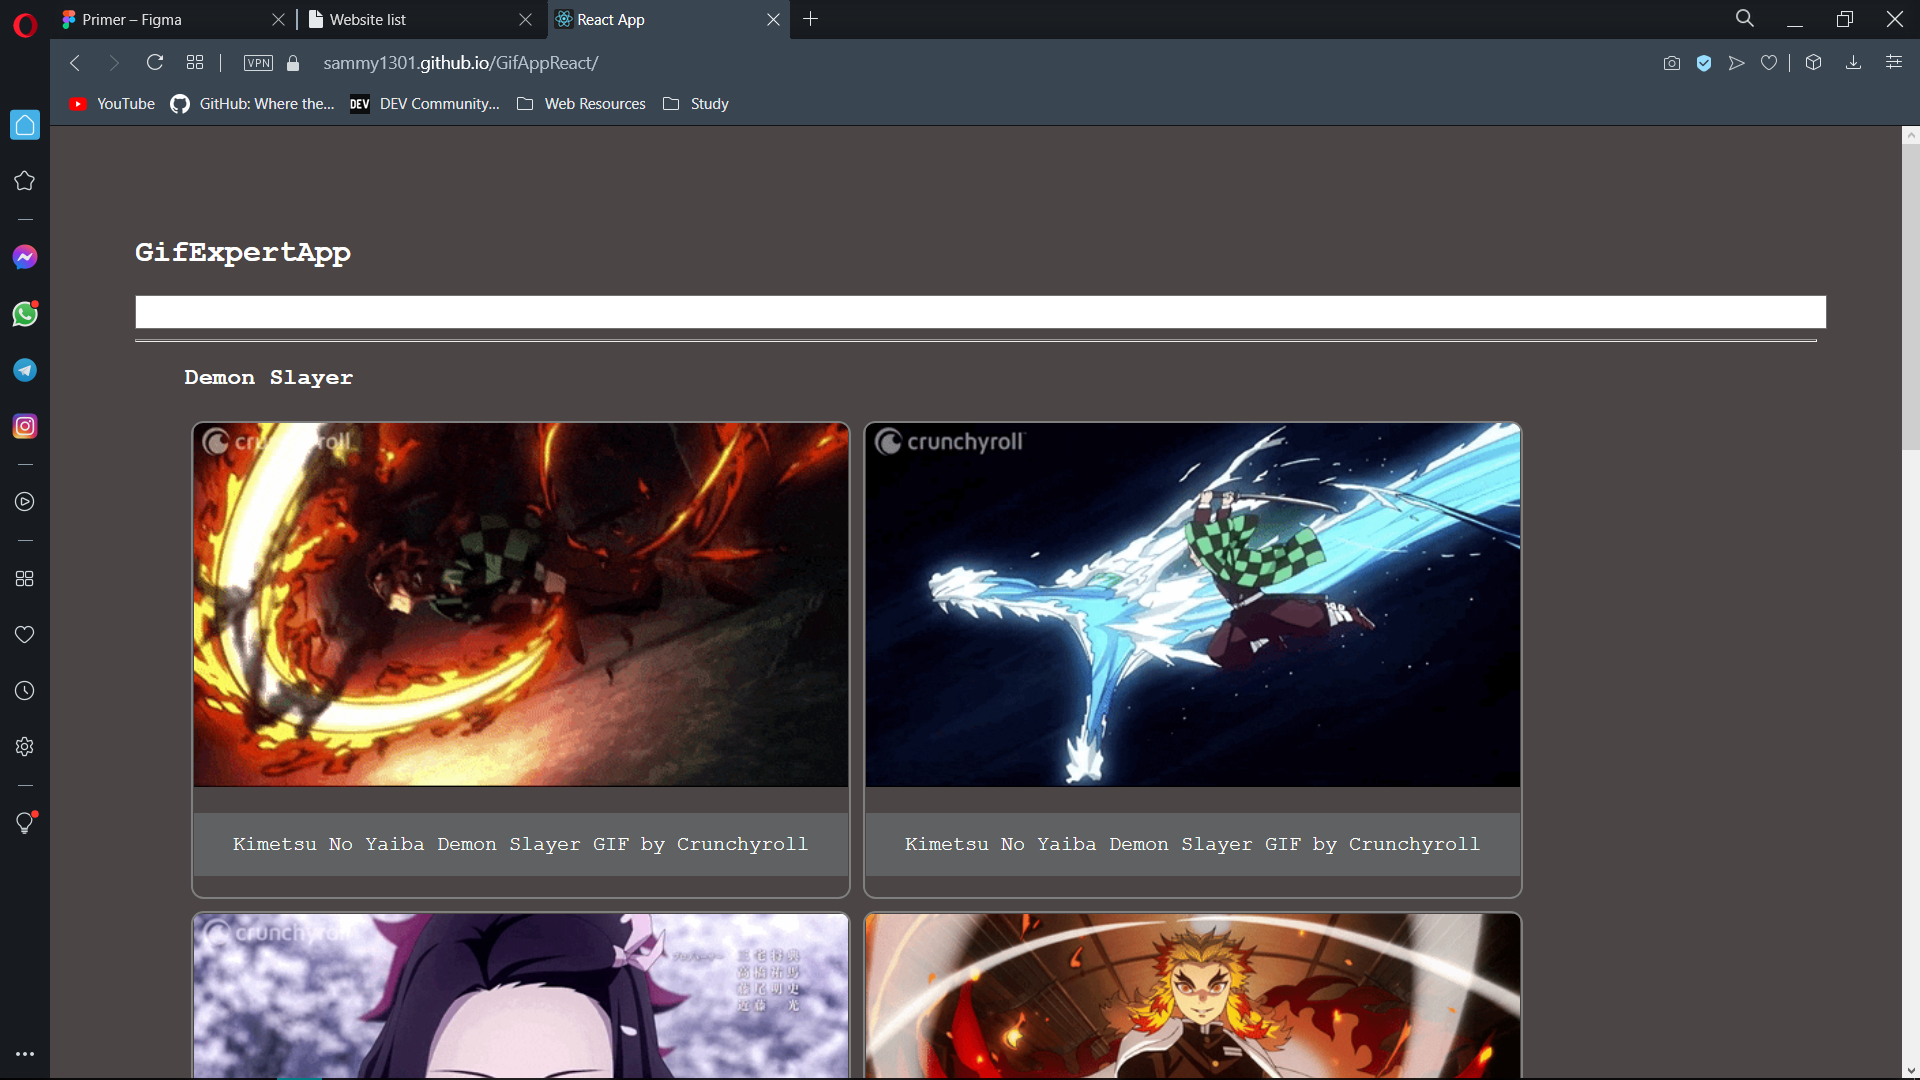 Primer – Figma
Website list
React App
VPN
sammy1301.github.io/GifAppReact/
YouTube
GitHub: Where the...
DEV
DEV Community...
Web Resources
Study
GifExpertApp
Demon Slayer
crunchyroll
crunchyroll
Kimetsu No Yaiba Demon Slayer GIF by Crunchyroll
Kimetsu No Yaiba Demon Slayer GIF by Crunchyroll
crunchyroll